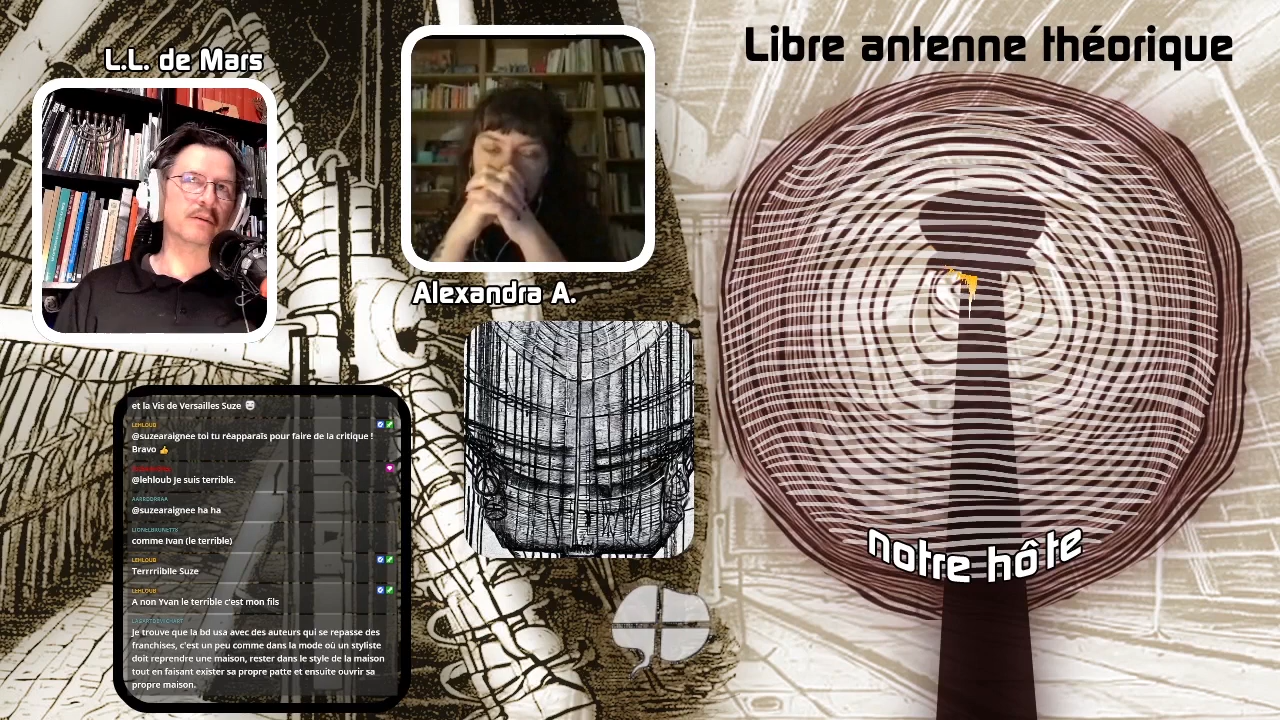 Libre antenne théorique
L.L. de Mars
Alexandra A.
et la Vis de Versailles Suze
LEHLOUB
@suzearaignee toi tu réapparaîs pour faire de la critique !
Bravo 👍
@lehloub je suis terrible.
@suzearaignee ha ha
comme Ivan (le terrible)
LEHLOUB
Terrrriiblle Suze
LEHLOUB
A non Yvan le terrible c'est mon fils
Je trouve que la bd usa avec des auteurs qui se repasse des
franchises, c'est un peu comme dans la mode où un styliste
doit reprendre une maison, rester dans le style de la maison
tout en faisant exister sa propre patte et ensuite ouvrir sa
propre maison.
notre hôte